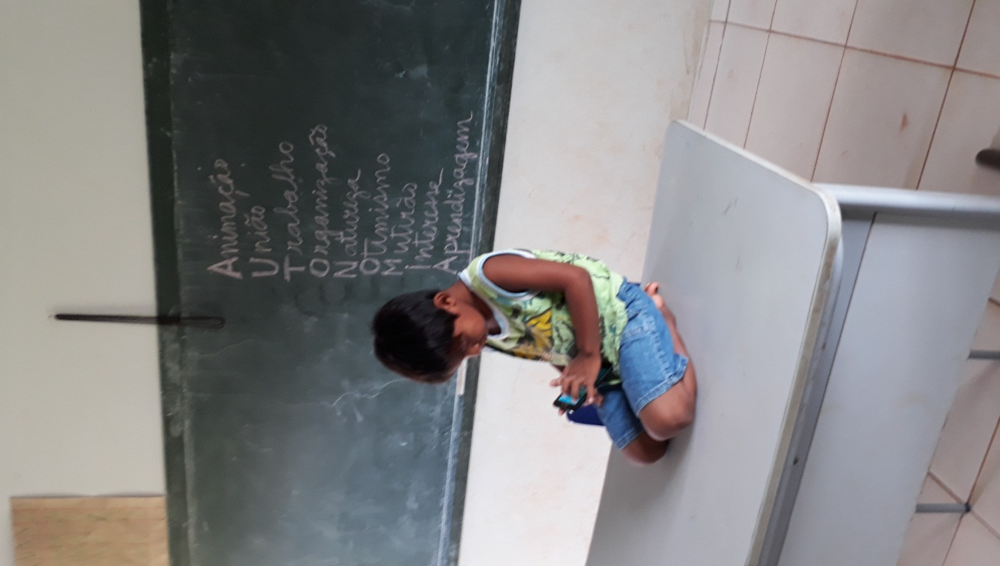 Animação
União
Trabalho
Organização
Natureza
Otimismo
Mutirão
interesse
Aprendizagem